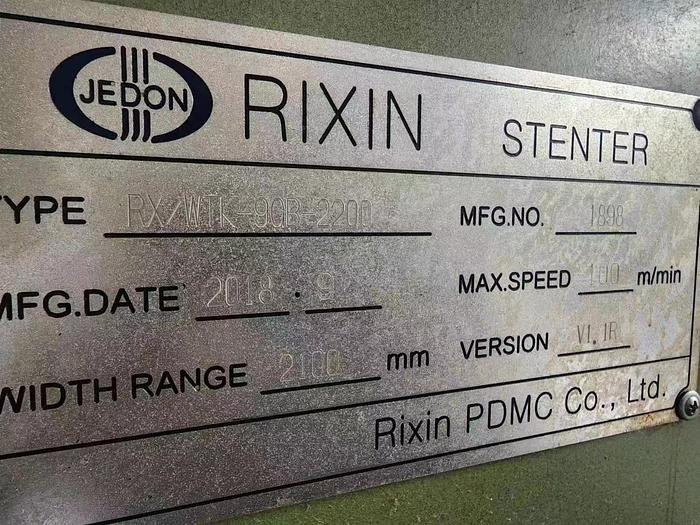 JEDON RIXIN STENTER
TYPE RX/WTK-9QB-2200 MFG.NO. 1898
MFG.DATE 2018 . 9 MAX.SPEED 100 m/min
WIDTH RANGE 2100 mm VERSION V1.1R
Rixin PDMC Co., Ltd.